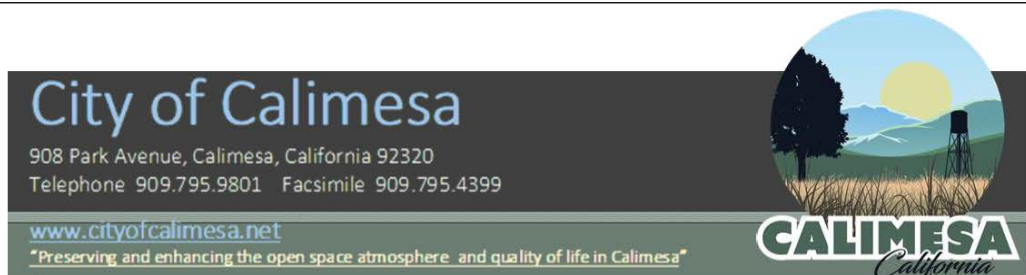 City of Calimesa
908 Park Avenue, Calimesa, California 92320
Telephone 909.795.9801 Facsimile 909.795.4399
www.cityofcalimesa.net
"Preserving and enhancing the open space atmosphere and quality of life in Calimesa"
CALIMESA
California